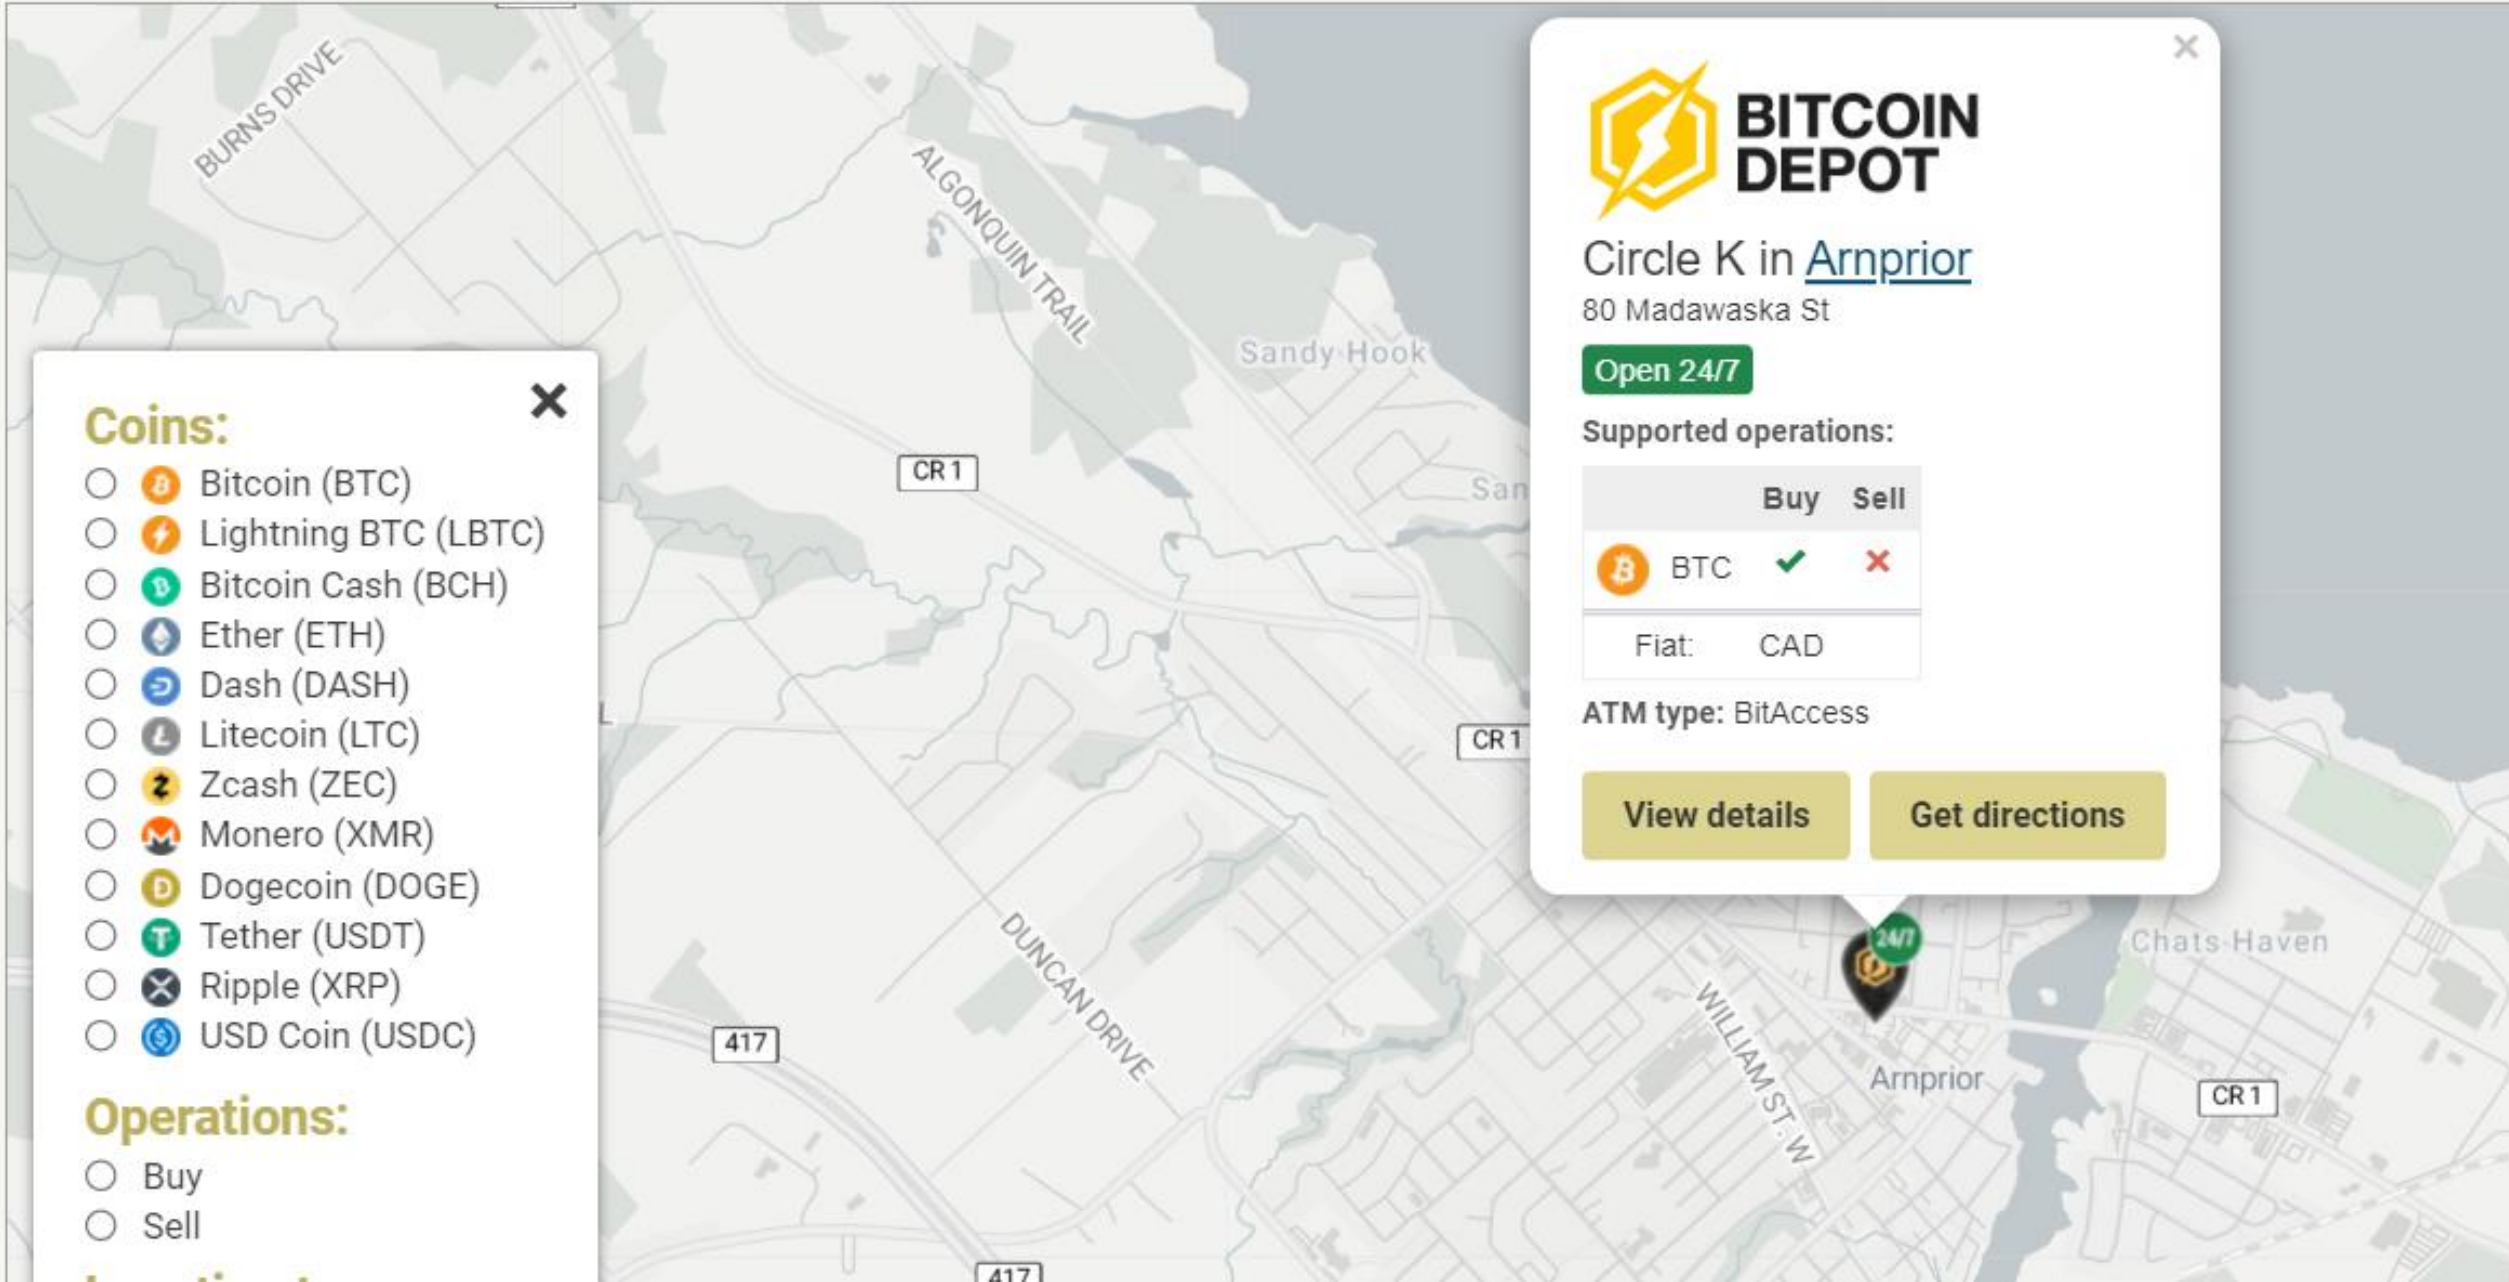 BURNS DRIVE
ALGONQUIN TRAIL
Sandy Hook
CR 1
San
CR 1
DUNCAN DRIVE
417
417
WILLIAM ST. W
Arnprior
Chats Haven
CR 1
L
Coins:
Bitcoin (BTC)
Lightning BTC (LBTC)
Bitcoin Cash (BCH)
Ether (ETH)
Dash (DASH)
Litecoin (LTC)
Zcash (ZEC)
Monero (XMR)
Dogecoin (DOGE)
Tether (USDT)
Ripple (XRP)
USD Coin (USDC)
Operations:
Buy
Sell
BITCOIN
DEPOT
Circle K in Arnprior
80 Madawaska St
Open 24/7
Supported operations:
Buy Sell
BTC
Fiat: CAD
ATM type: BitAccess
View details Get directions
24/7